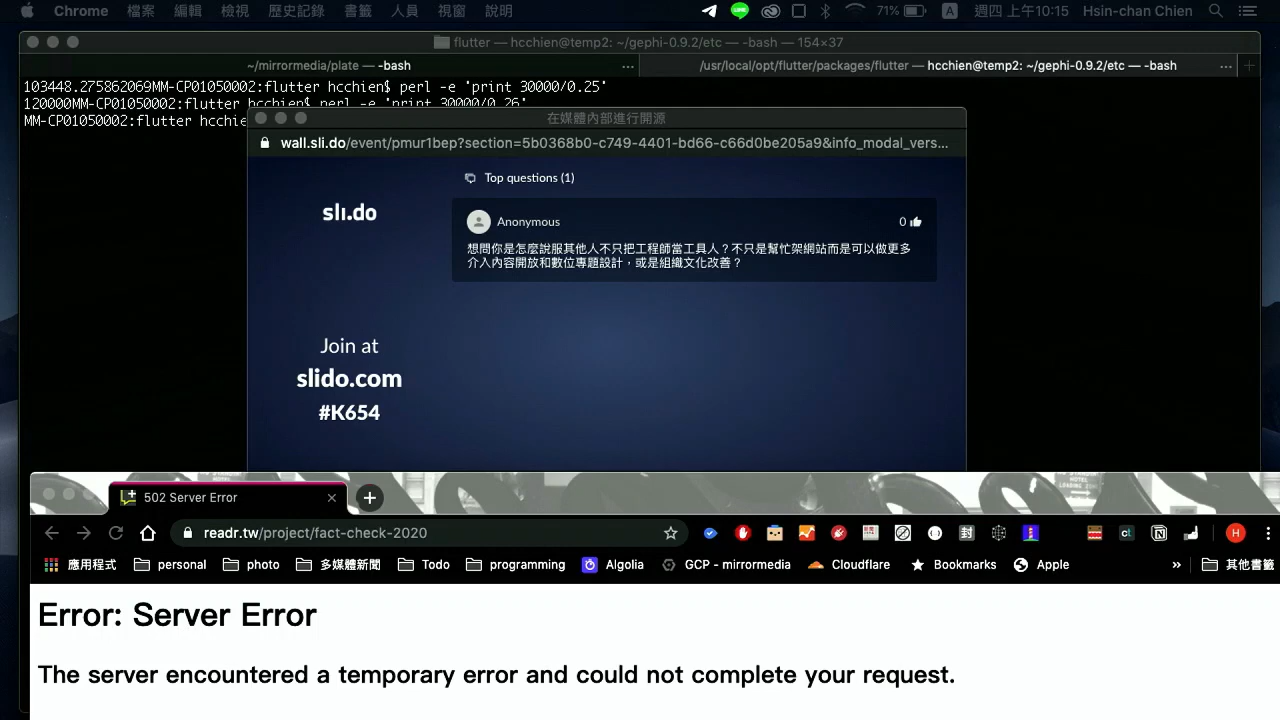 Chrome 檔案 編輯 檢視 歷史記錄 書籤 人員 視窗 說明 71% A 週四 上午10:15 Hsin-chan Chien
flutter — hcchien@temp2: ~/gephi-0.9.2/etc — -bash — 154×37
~/mirrormedia/plate — -bash
/usr/local/opt/flutter/packages/flutter — hcchien@temp2: ~/gephi-0.9.2/etc — -bash
103448.275862069MM-CP01050002:flutter hcchien$ perl -e 'print 30000/0.25'
120000MM-CP01050002:flutter hcchien$ perl -e 'print 30000/0.26'
MM-CP01050002:flutter hcchie
在媒體內部進行開源
wall.sli.do/event/pmur1bep?section=5b0368b0-c749-4401-bd66-c66d0be205a9&info_modal_vers...
Top questions (1)
sli.do
Anonymous 0
想問你是怎麼說服其他人不只把工程師當工具人？不只是幫忙架網站而是可以做更多
介入內容開放和數位專題設計，或是組織文化改善？
Join at
slido.com
#K654
502 Server Error
readr.tw/project/fact-check-2020
應用程式 personal photo 多媒體新聞 Todo programming Algolia GCP - mirrormedia Cloudflare Bookmarks Apple » 其他書籤
Error: Server Error
The server encountered a temporary error and could not complete your request.